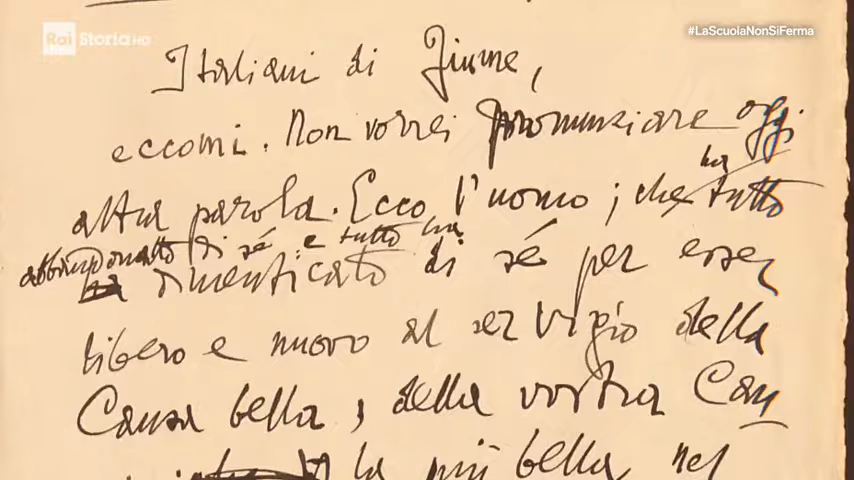 Rai Storia HD
#LaScuolaNonSiFerma
Italiani di Fiume,
eccomi. Non vorrei pronunziare oggi
altra parola. Ecco l'uomo; che ha tutto
abbandonato di sé e tutto ha
dimenticato di sé per esser
libero e nuovo al servigio della
Causa bella, della vostra Cau
la più bella nel